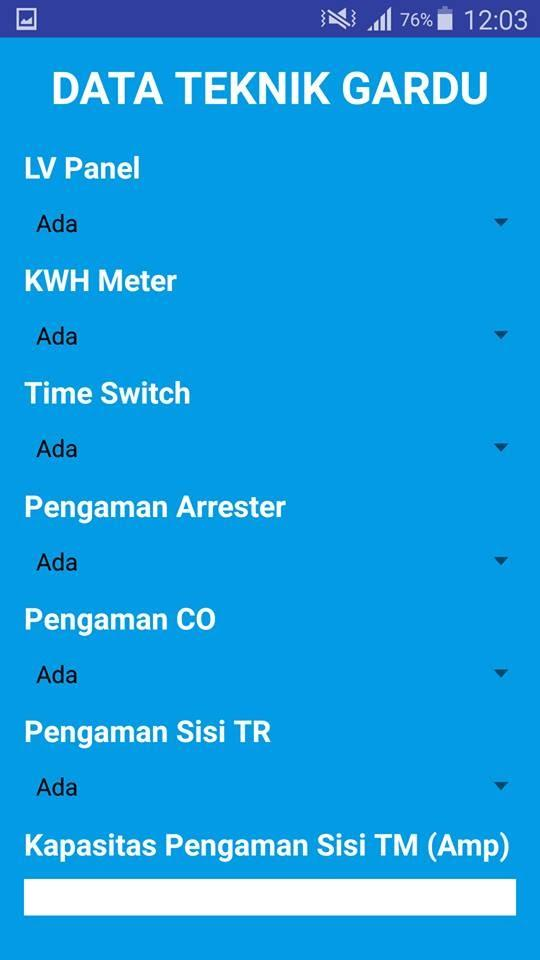 76% 12:03
DATA TEKNIK GARDU
LV Panel
Ada
KWH Meter
Ada
Time Switch
Ada
Pengaman Arrester
Ada
Pengaman CO
Ada
Pengaman Sisi TR
Ada
Kapasitas Pengaman Sisi TM (Amp)